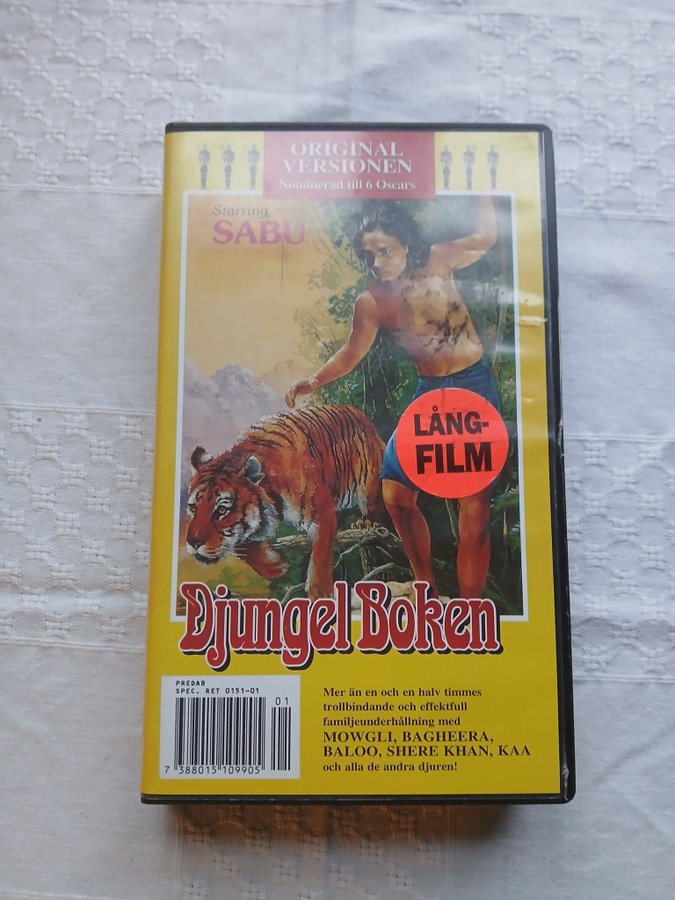 ORIGINAL
VERSIONEN
Nominerad till 6 Oscars
Starring
SABU
LÅNG-
FILM
Djungel Boken
PREDAB
SPEC. RET 0151-01
01
7 388015 109905
Mer än en och en halv timmes
trollbindande och effektfull
familjeunderhållning med
MOWGLI, BAGHEERA,
BALOO, SHERE KHAN, KAA
och alla de andra djuren!